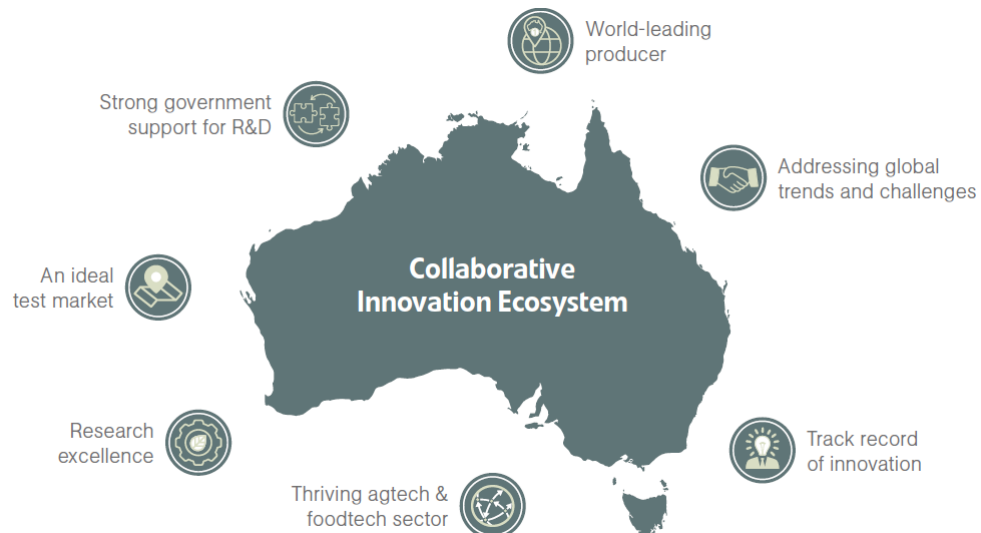 World-leading
producer
Strong government
support for R&D
Addressing global
trends and challenges
Collaborative
Innovation Ecosystem
An ideal
test market
Research
excellence
Track record
of innovation
Thriving agtech &
foodtech sector